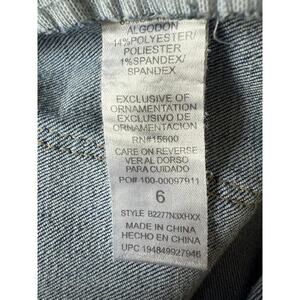 ALGODON
14%POLYESTER/
POLIESTER
1%SPANDEX/
SPANDEX
EXCLUSIVE OF
ORNAMENTATION
EXCLUSIVO DE
ORNAMENTACION
RN#15600
CARE ON REVERSE
VER AL DORSO
PARA CUIDADO
PO# 100-00097911
6
STYLE B2277N3XHXX
MADE IN CHINA
HECHO EN CHINA
UPC 194849927946